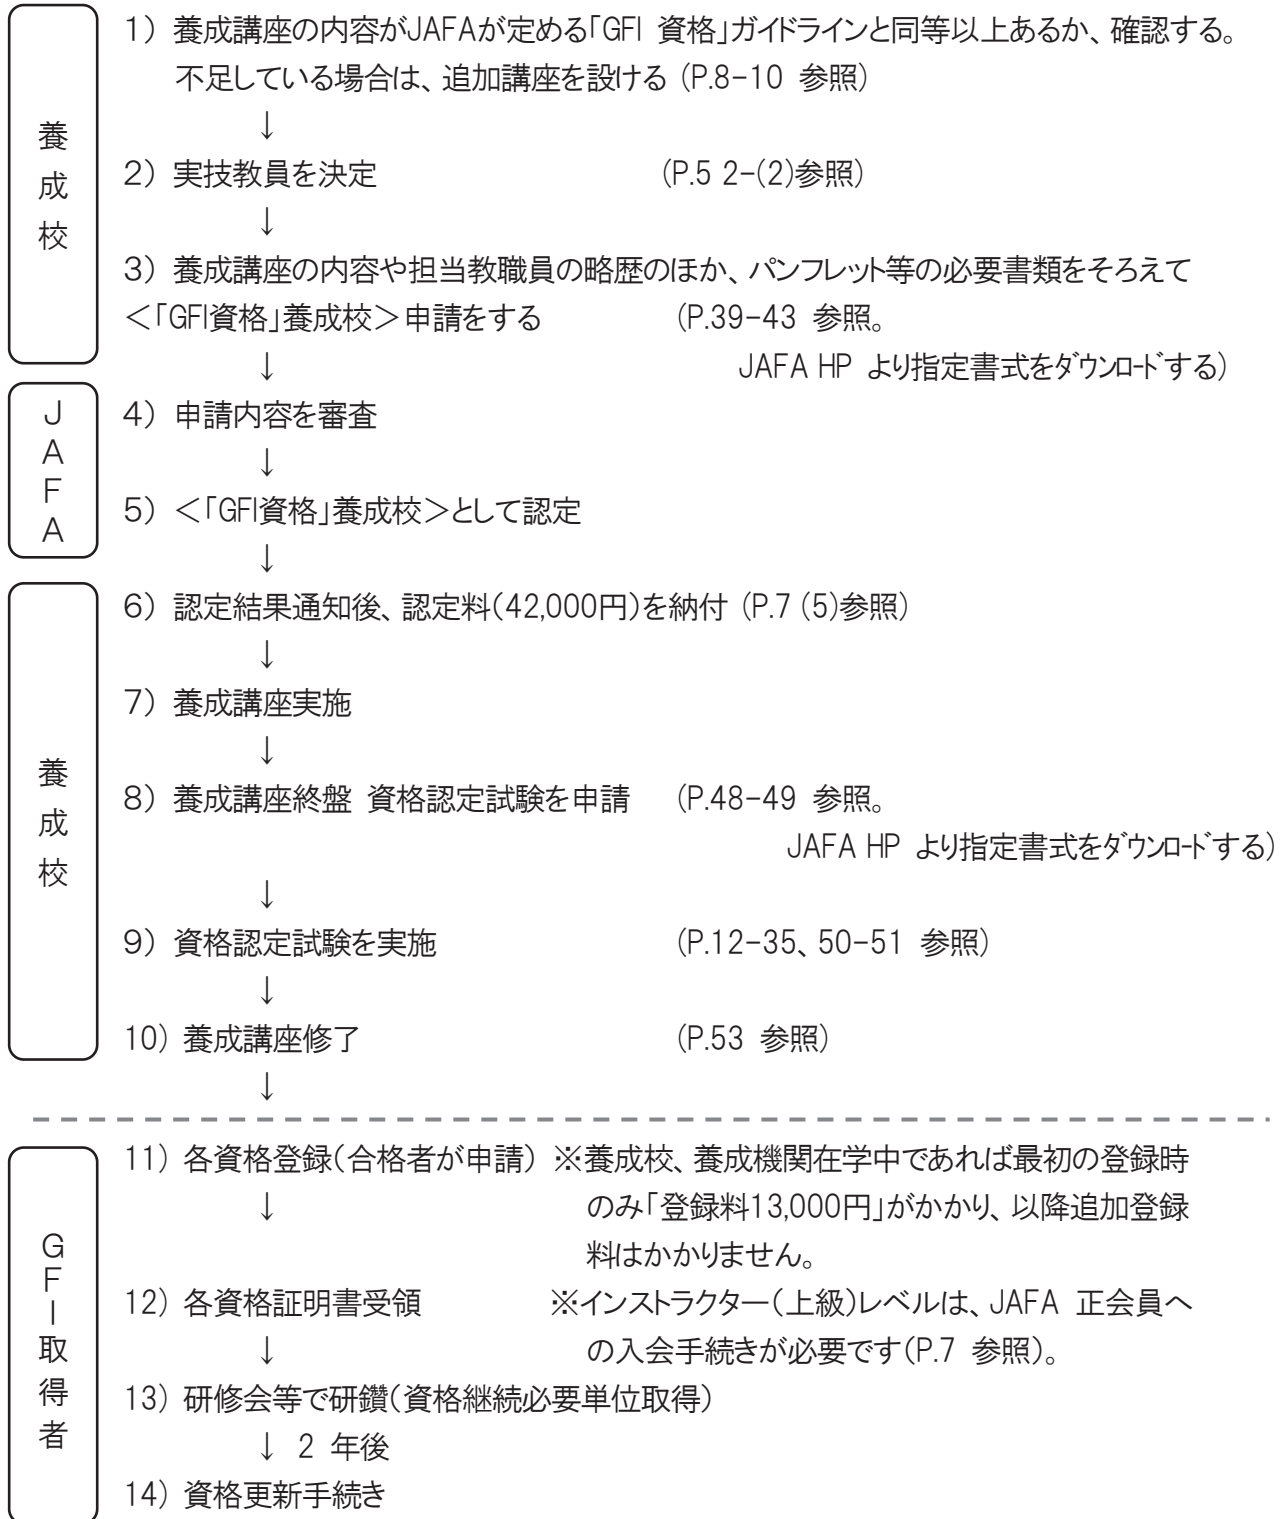 養成校
1） 養成講座の内容がJAFAが定める「GFI 資格」ガイドラインと同等以上あるか、確認する。
不足している場合は、追加講座を設ける （P.8-10 参照）
↓
2） 実技教員を決定 （P.5 2-(2)参照）
↓
3） 養成講座の内容や担当教職員の略歴のほか、パンフレット等の必要書類をそろえて
＜「GFI資格」養成校＞申請をする （P.39-43 参照。
↓ JAFA HP より指定書式をﾀﾞｳﾝﾛｰﾄﾞする）
JAFA
4） 申請内容を審査
↓
5） ＜「GFI資格」養成校＞として認定
↓
養成校
6） 認定結果通知後、認定料（42,000円）を納付 （P.7 (5)参照）
↓
7） 養成講座実施
↓
8） 養成講座終盤 資格認定試験を申請 （P.48-49 参照。
JAFA HP より指定書式をﾀﾞｳﾝﾛｰﾄﾞする）
↓
9） 資格認定試験を実施 （P.12-35、50-51 参照）
↓
10） 養成講座修了 （P.53 参照）
↓
GFI取得者
11） 各資格登録（合格者が申請） ※養成校、養成機関在学中であれば最初の登録時
↓ のみ「登録料13,000円」がかかり、以降追加登録
料はかかりません。
12） 各資格証明書受領 ※インストラクター（上級）レベルは、JAFA 正会員へ
↓ の入会手続きが必要です（P.7 参照）。
13） 研修会等で研鑽（資格継続必要単位取得）
↓ 2 年後
14） 資格更新手続き